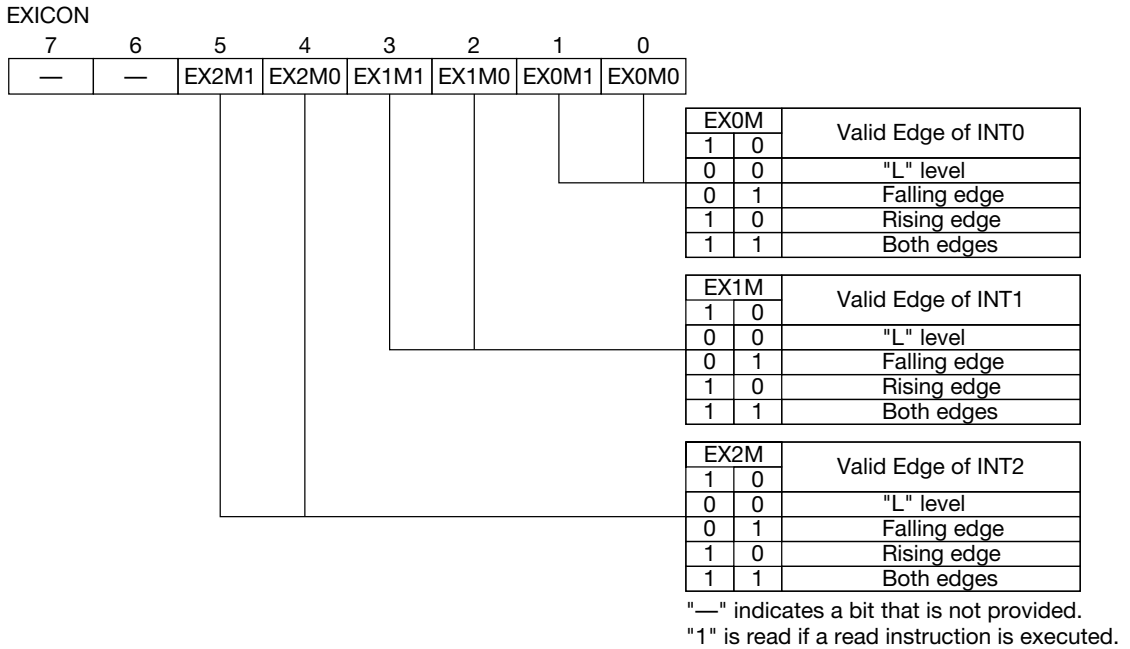 EXICON
7 6 5 4 3 2 1 0
— — EX2M1 EX2M0 EX1M1 EX1M0 EX0M1 EX0M0
EX0M Valid Edge of INT0
1 0
0 0 "L" level
0 1 Falling edge
1 0 Rising edge
1 1 Both edges
EX1M Valid Edge of INT1
1 0
0 0 "L" level
0 1 Falling edge
1 0 Rising edge
1 1 Both edges
EX2M Valid Edge of INT2
1 0
0 0 "L" level
0 1 Falling edge
1 0 Rising edge
1 1 Both edges
"—" indicates a bit that is not provided.
"1" is read if a read instruction is executed.